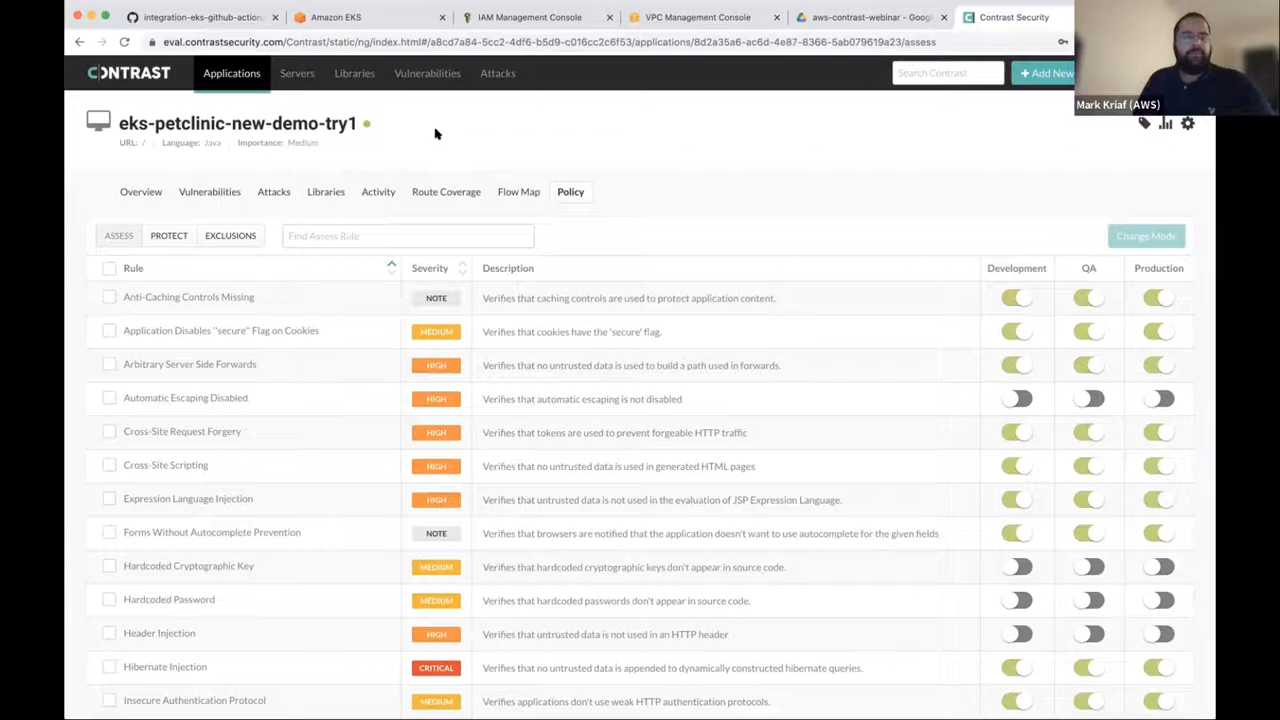 integration-eks-github-action
Amazon EKS
IAM Management Console
VPC Management Console
aws-contrast-webinar - Google
Contrast Security
eval.contrastsecurity.com/Contrast/static/ng/index.html#/a8cd7a84-5cc2-4df6-b5d9-c016cc2c6f53/applications/8d2a35a6-ac6d-4e87-8366-5ab079619a23/assess
CONTRAST
Applications
Servers
Libraries
Vulnerabilities
Attacks
Search Contrast
+ Add New
Mark Kriaf (AWS)
eks-petclinic-new-demo-try1
URL: / Language: Java Importance: Medium
Overview
Vulnerabilities
Attacks
Libraries
Activity
Route Coverage
Flow Map
Policy
ASSESS
PROTECT
EXCLUSIONS
Find Assess Rule
Change Mode
Rule Severity Description Development QA Production
Anti-Caching Controls Missing NOTE Verifies that caching controls are used to protect application content.
Application Disables "secure" Flag on Cookies MEDIUM Verifies that cookies have the 'secure' flag.
Arbitrary Server Side Forwards HIGH Verifies that no untrusted data is used to build a path used in forwards.
Automatic Escaping Disabled HIGH Verifies that automatic escaping is not disabled
Cross-Site Request Forgery HIGH Verifies that tokens are used to prevent forgeable HTTP traffic
Cross-Site Scripting HIGH Verifies that no untrusted data is used in generated HTML pages
Expression Language Injection HIGH Verifies that untrusted data is not used in the evaluation of JSP Expression Language.
Forms Without Autocomplete Prevention NOTE Verifies that browsers are notified that the application doesn't want to use autocomplete for the given fields
Hardcoded Cryptographic Key MEDIUM Verifies that hardcoded cryptographic keys don't appear in source code.
Hardcoded Password MEDIUM Verifies that hardcoded passwords don't appear in source code.
Header Injection HIGH Verifies that untrusted data is not used in an HTTP header
Hibernate Injection CRITICAL Verifies that no untrusted data is appended to dynamically constructed hibernate queries.
Insecure Authentication Protocol MEDIUM Verifies applications don't use weak HTTP authentication protocols.